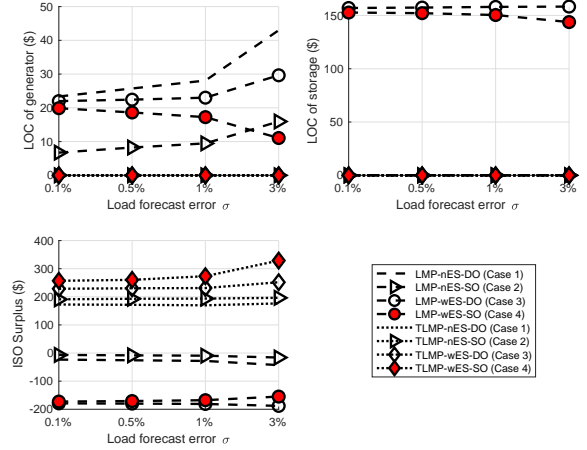 50
40
30
20
10
0
LOC of generator ($)
0.1% 0.5% 1% 3%
Load forecast error σ
150
100
50
0
LOC of storage ($)
0.1% 0.5% 1% 3%
Load forecast error σ
400
300
200
100
0
-100
-200
ISO Surplus ($)
0.1% 0.5% 1% 3%
Load forecast error σ
LMP-nES-DO (Case 1)
LMP-nES-SO (Case 2)
LMP-wES-DO (Case 3)
LMP-wES-SO (Case 4)
TLMP-nES-DO (Case 1)
TLMP-nES-SO (Case 2)
TLMP-wES-DO (Case 3)
TLMP-wES-SO (Case 4)